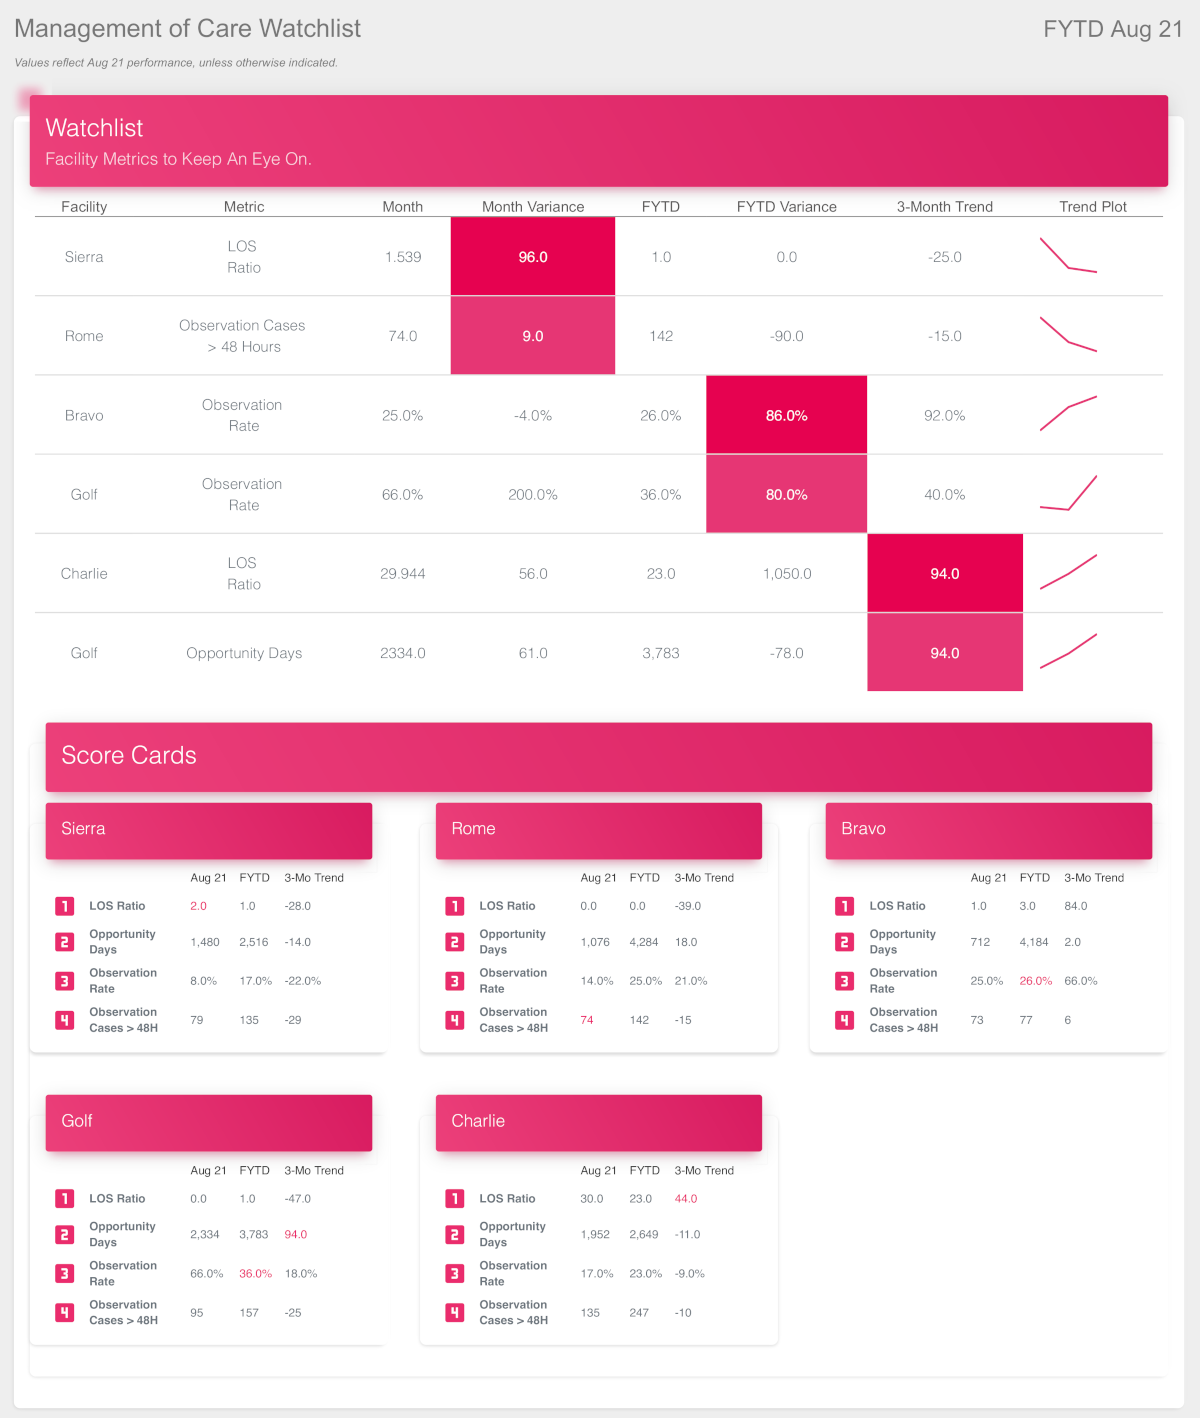 Management of Care Watchlist
FYTD Aug 21
Values reflect Aug 21 performance, unless otherwise indicated.
Watchlist
Facility Metrics to Keep An Eye On.
Facility Metric Month Month Variance FYTD FYTD Variance 3-Month Trend Trend Plot
Sierra LOS Ratio 1.539 96.0 1.0 0.0 -25.0
Rome Observation Cases > 48 Hours 74.0 9.0 142 -90.0 -15.0
Bravo Observation Rate 25.0% -4.0% 26.0% 86.0% 92.0%
Golf Observation Rate 66.0% 200.0% 36.0% 80.0% 40.0%
Charlie LOS Ratio 29.944 56.0 23.0 1,050.0 94.0
Golf Opportunity Days 2334.0 61.0 3,783 -78.0 94.0
Score Cards
Sierra
Aug 21 FYTD 3-Mo Trend
1 LOS Ratio 2.0 1.0 -28.0
2 Opportunity Days 1,480 2,516 -14.0
3 Observation Rate 8.0% 17.0% -22.0%
4 Observation Cases > 48H 79 135 -29
Rome
Aug 21 FYTD 3-Mo Trend
1 LOS Ratio 0.0 0.0 -39.0
2 Opportunity Days 1,076 4,284 18.0
3 Observation Rate 14.0% 25.0% 21.0%
4 Observation Cases > 48H 74 142 -15
Bravo
Aug 21 FYTD 3-Mo Trend
1 LOS Ratio 1.0 3.0 84.0
2 Opportunity Days 712 4,184 2.0
3 Observation Rate 25.0% 26.0% 66.0%
4 Observation Cases > 48H 73 77 6
Golf
Aug 21 FYTD 3-Mo Trend
1 LOS Ratio 0.0 1.0 -47.0
2 Opportunity Days 2,334 3,783 94.0
3 Observation Rate 66.0% 36.0% 18.0%
4 Observation Cases > 48H 95 157 -25
Charlie
Aug 21 FYTD 3-Mo Trend
1 LOS Ratio 30.0 23.0 44.0
2 Opportunity Days 1,952 2,649 -11.0
3 Observation Rate 17.0% 23.0% -9.0%
4 Observation Cases > 48H 135 247 -10